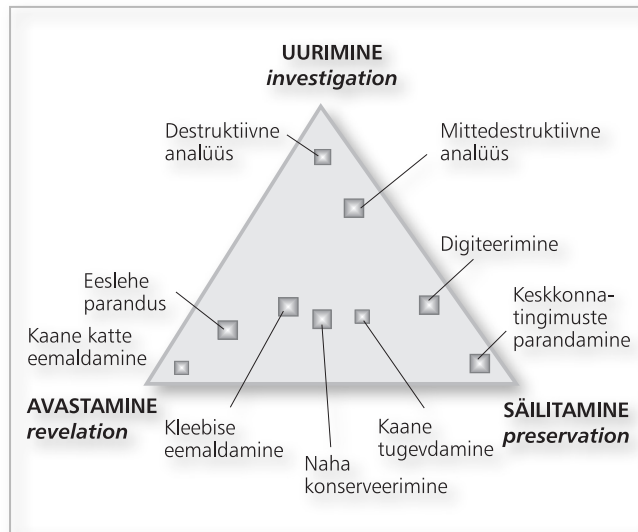 UURIMINE
investigation
Destruktiivne
analüüs
Mittedestruktiivne
analüüs
Digiteerimine
Eeslehe
parandus
Keskkonna-
tingimuste
parandamine
Kaane katte
eemaldamine
AVASTAMINE
revelation
SÄILITAMINE
preservation
Kleebise
eemaldamine
Naha
konserveerimine
Kaane
tugevdamine